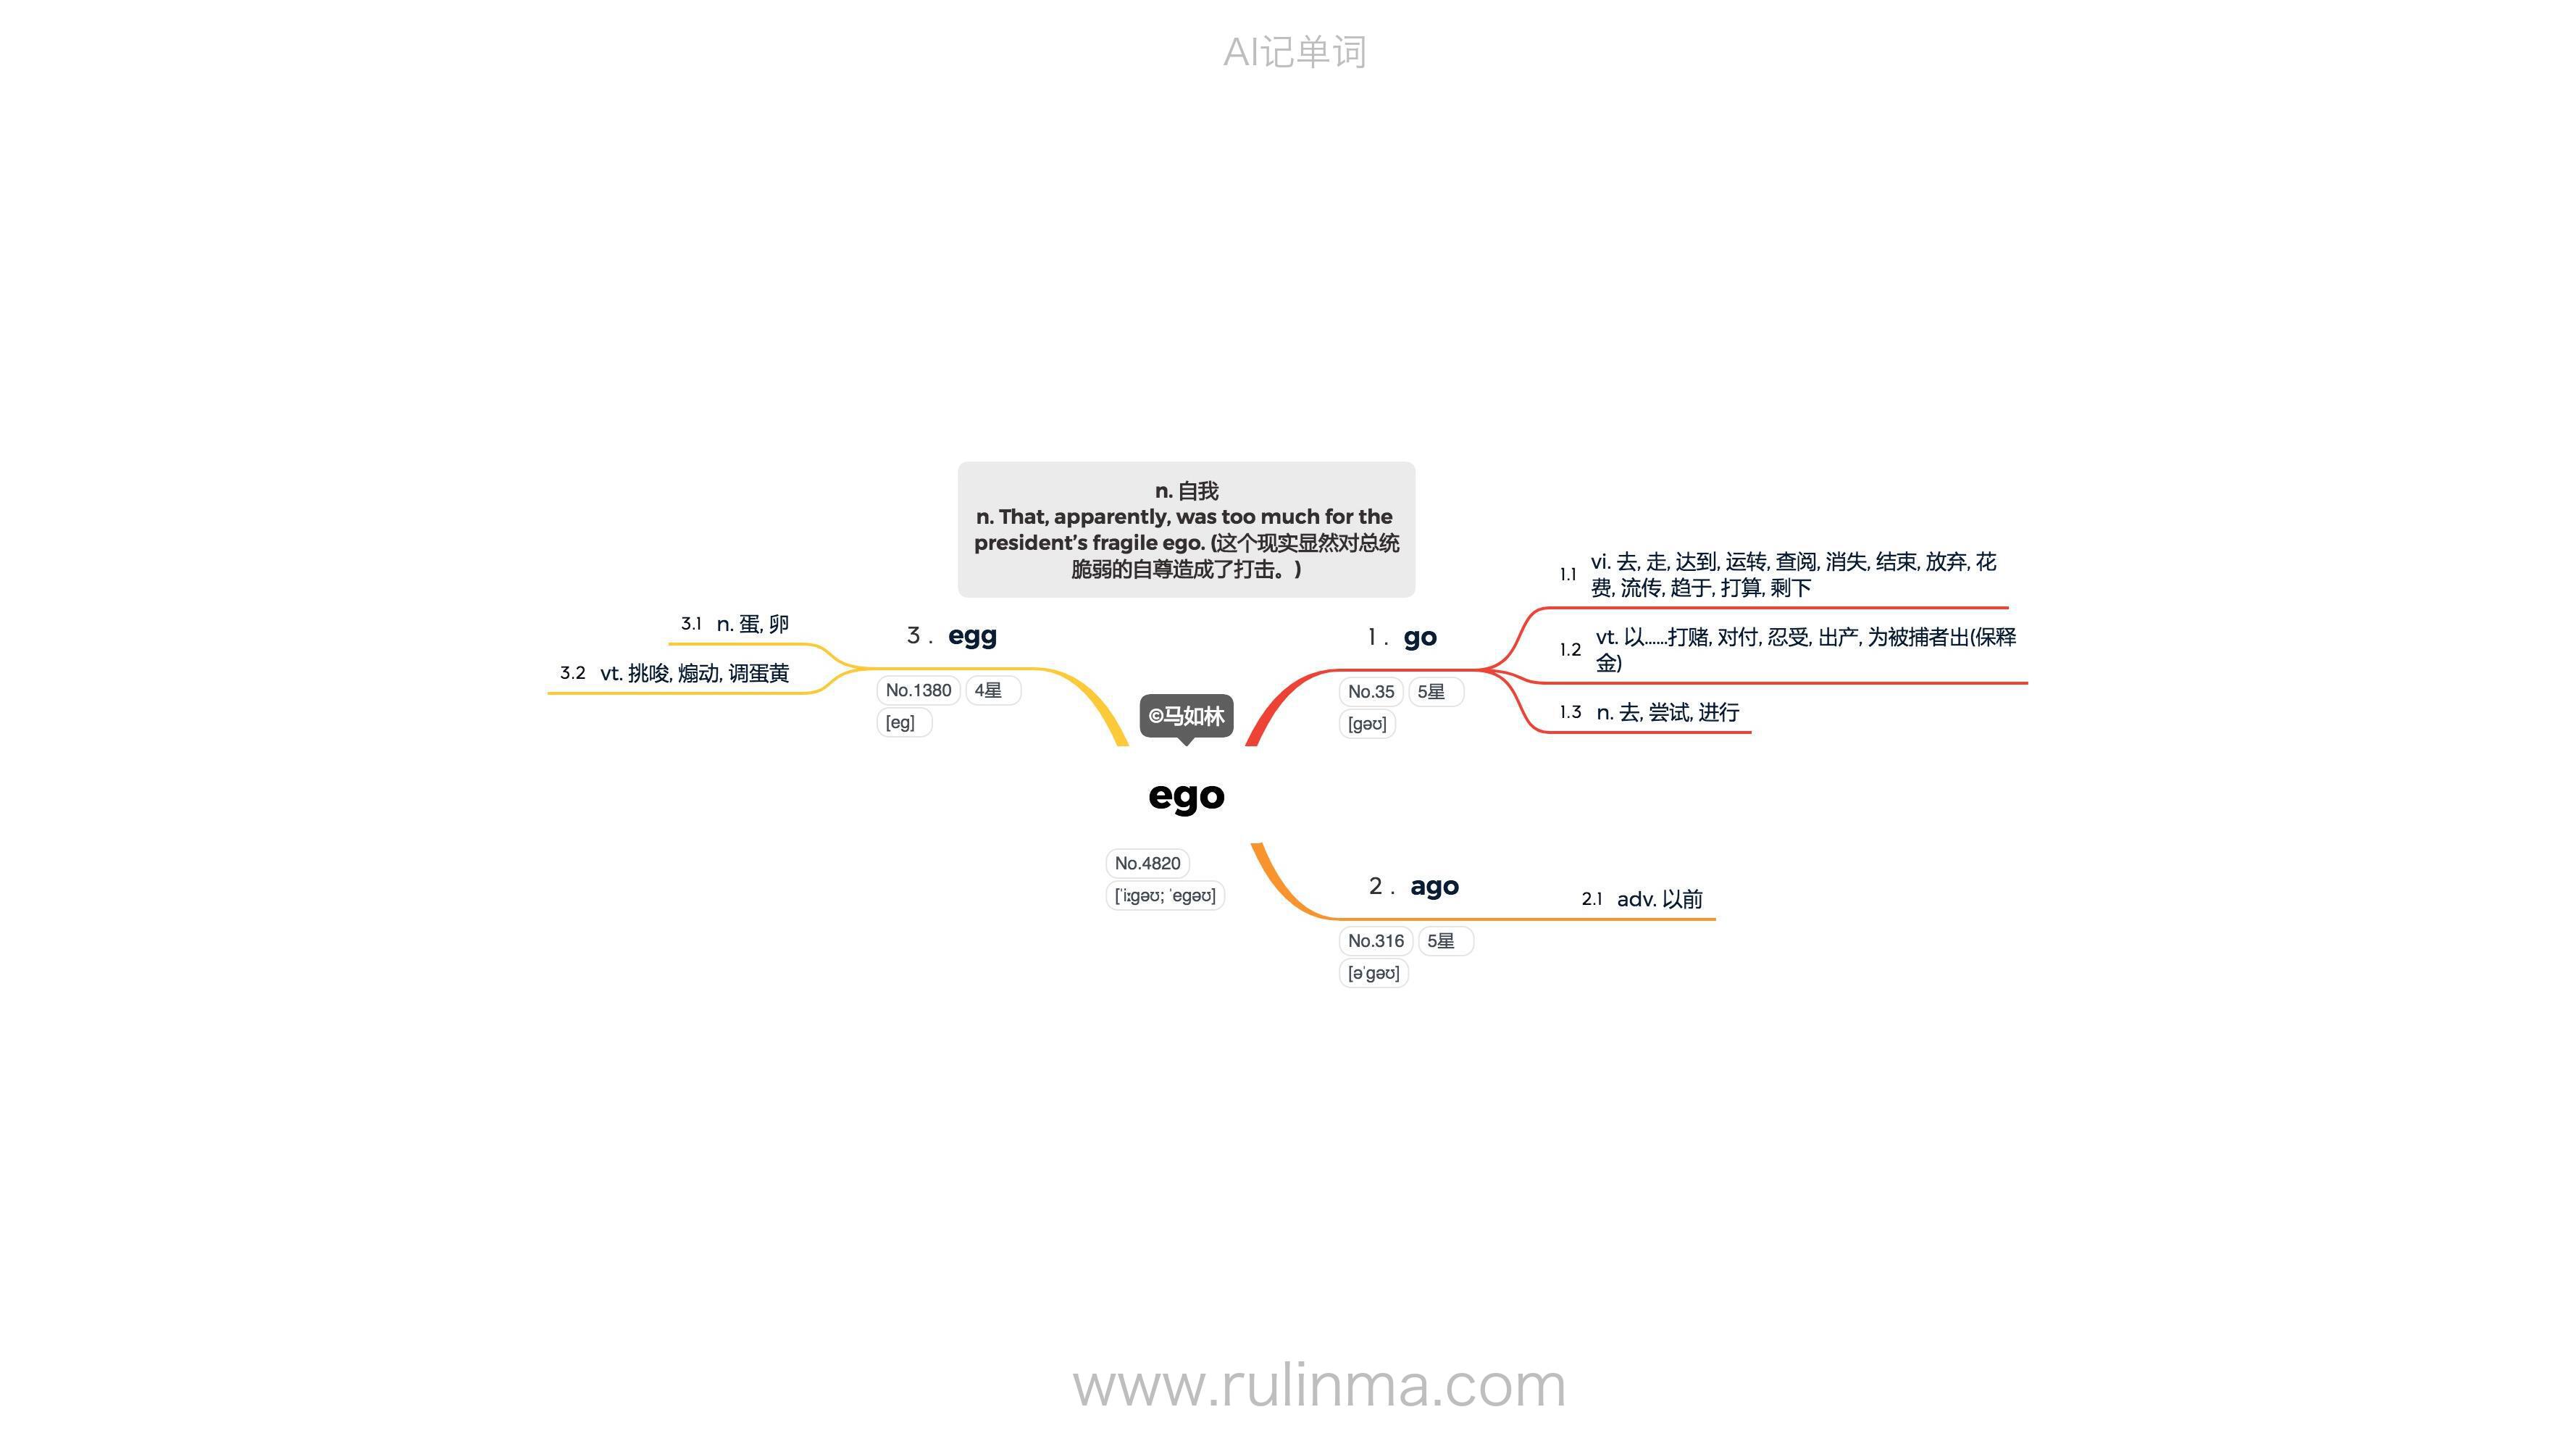 AI记单词
n. 自我
n. That, apparently, was too much for the
president’s fragile ego. (这个现实显然对总统
脆弱的自尊造成了打击。)
©马如林
ego
No.4820
[ˈiːgəʊ; ˈegəʊ]
1. go
No.35 5星
[gəʊ]
1.1 vi. 去, 走, 达到, 运转, 查阅, 消失, 结束, 放弃, 花
费, 流传, 趋于, 打算, 剩下
1.2 vt. 以......打赌, 对付, 忍受, 出产, 为被捕者出(保释
金)
1.3 n. 去, 尝试, 进行
2. ago
No.316 5星
[əˈgəʊ]
2.1 adv. 以前
3. egg
No.1380 4星
[eg]
3.1 n. 蛋, 卵
3.2 vt. 挑唆, 煽动, 调蛋黄
www.rulinma.com